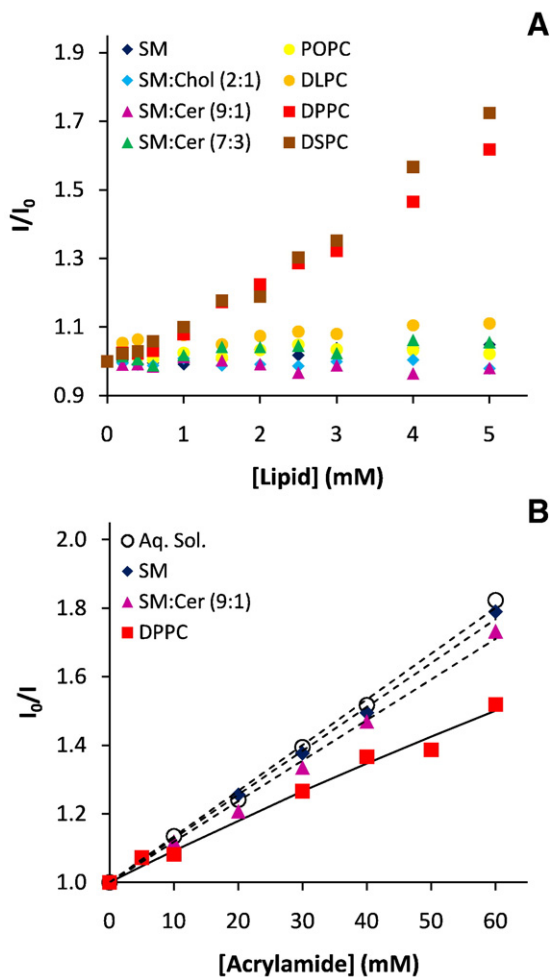 A
1.9
1.7
1.5
1.3
1.1
0.9
I/I₀
SM
SM:Chol (2:1)
SM:Cer (9:1)
SM:Cer (7:3)
POPC
DLPC
DPPC
DSPC
0 1 2 3 4 5
[Lipid] (mM)
B
2.0
1.8
1.6
1.4
1.2
1.0
I₀/I
Aq. Sol.
SM
SM:Cer (9:1)
DPPC
0 10 20 30 40 50 60
[Acrylamide] (mM)